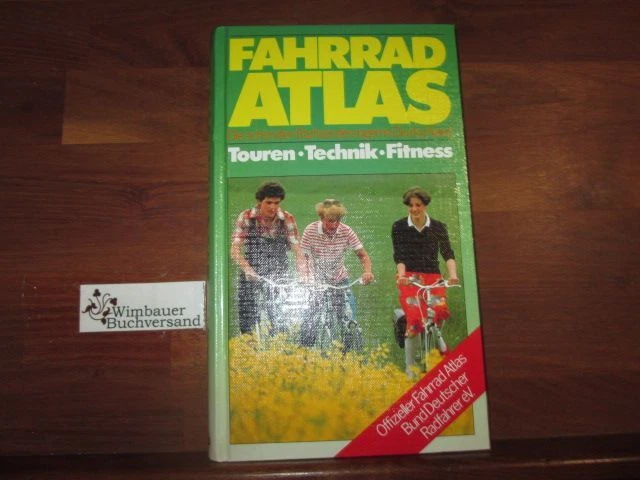 FAHRRAD
ATLAS
Touren · Technik · Fitness
Wimbauer
Buchversand
Offizieller Fahrrad Atlas
Bund Deutscher
Radfahrer e.V.